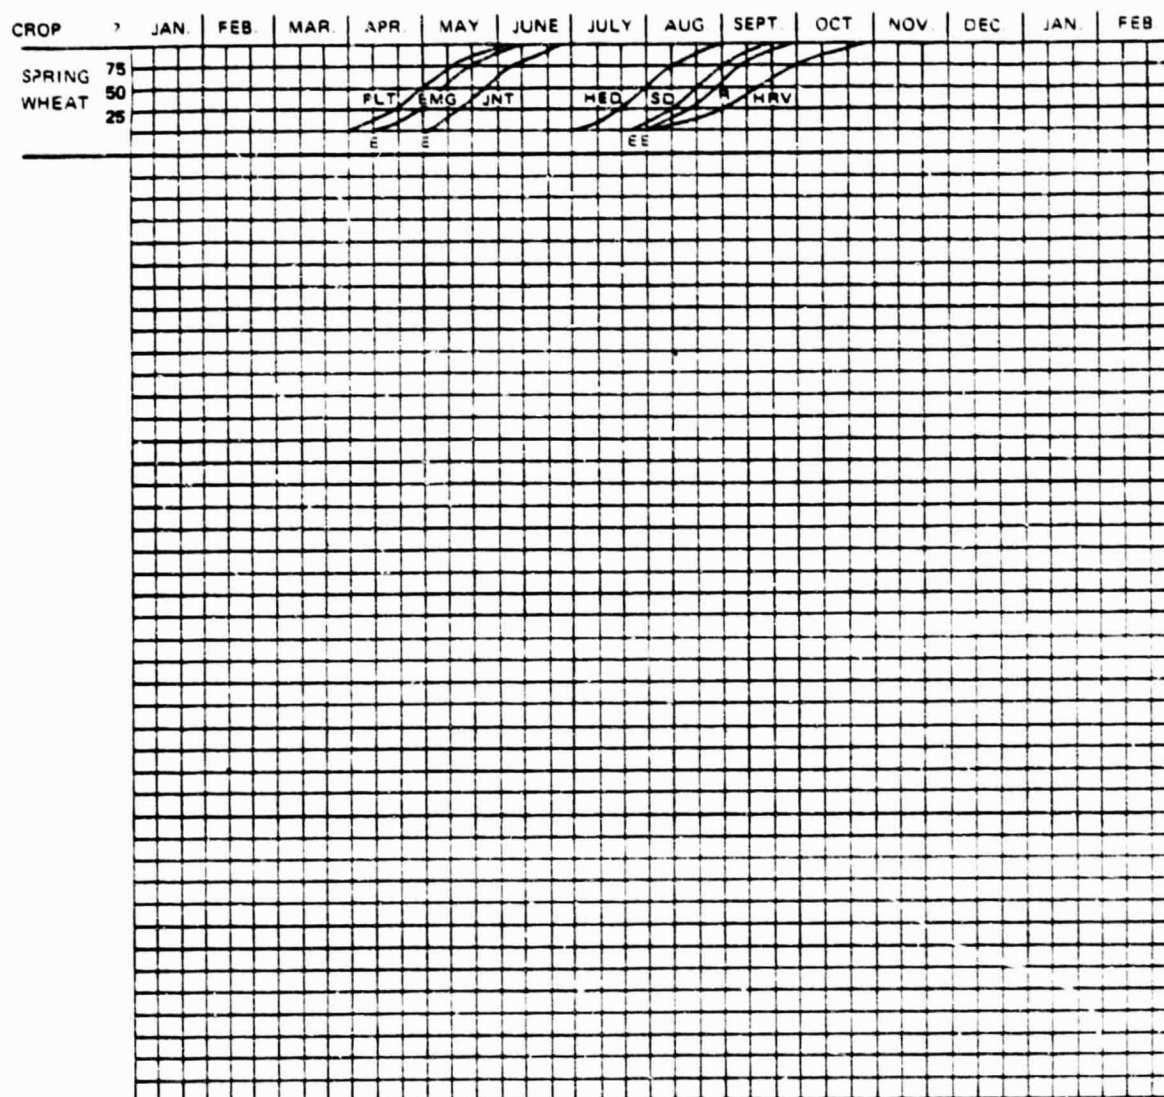 CROP ? JAN. FEB. MAR. APR. MAY JUNE JULY AUG SEPT. OCT NOV. DEC. JAN. FEB.
SPRING WHEAT
75
50
25
PLT EMG JNT HED SD R HRV
E E EE